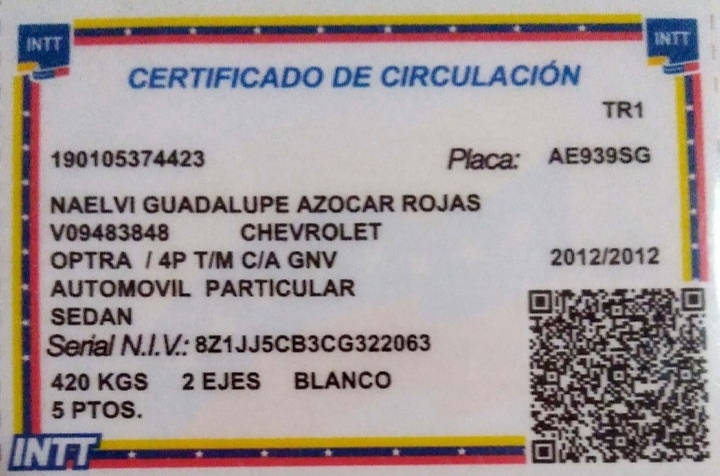 INTT INTT
CERTIFICADO DE CIRCULACIÓN
TR1
190105374423 Placa: AE939SG
NAELVI GUADALUPE AZOCAR ROJAS
V09483848 CHEVROLET
OPTRA / 4P T/M C/A GNV 2012/2012
AUTOMOVIL PARTICULAR
SEDAN
Serial N.I.V.: 8Z1JJ5CB3CG322063
420 KGS 2 EJES BLANCO
5 PTOS.
INTT